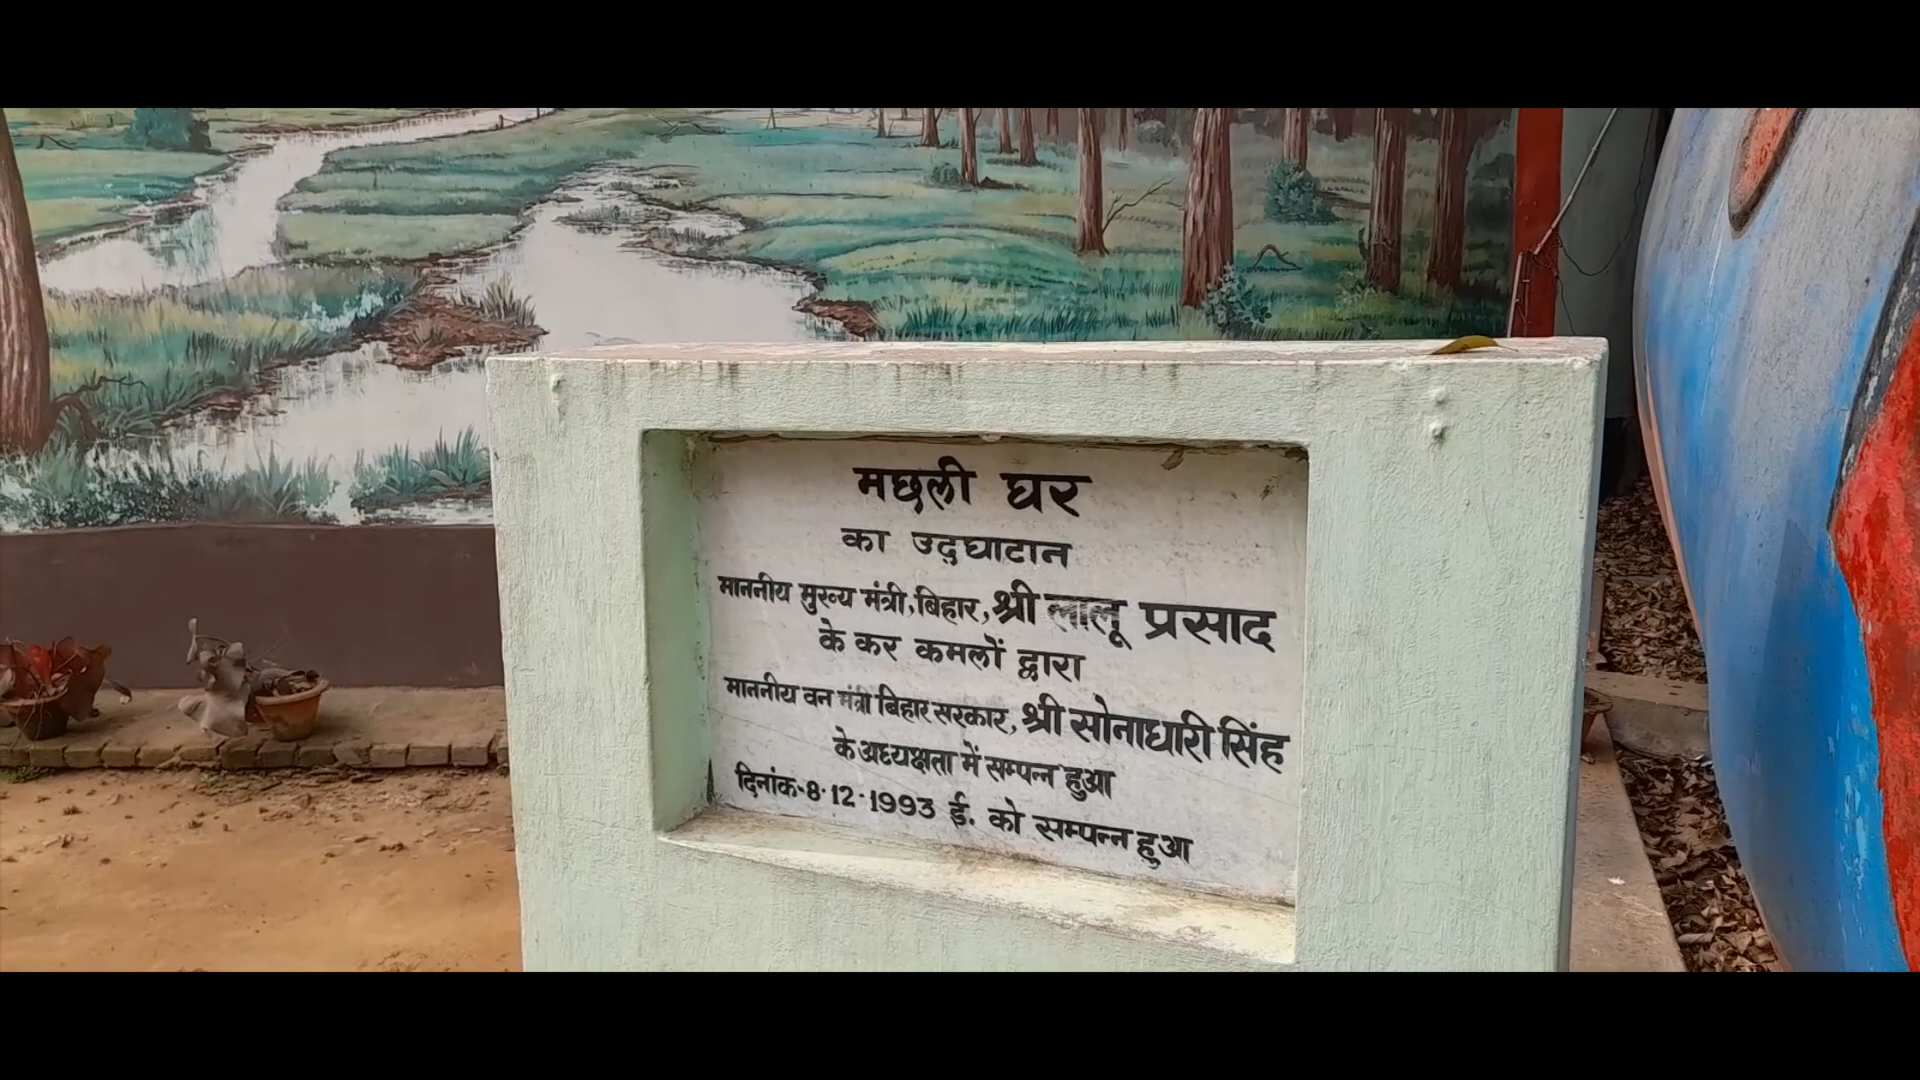 मछली घर
का उद्घाटान
माननीय मुख्य मंत्री, बिहार, श्री लालू प्रसाद
के कर कमलों द्वारा
माननीय वन मंत्री बिहार सरकार, श्री सोनाधारी सिंह
के अध्यक्षता में सम्पन्न हुआ
दिनांक-8-12-1993 ई. को सम्पन्न हुआ